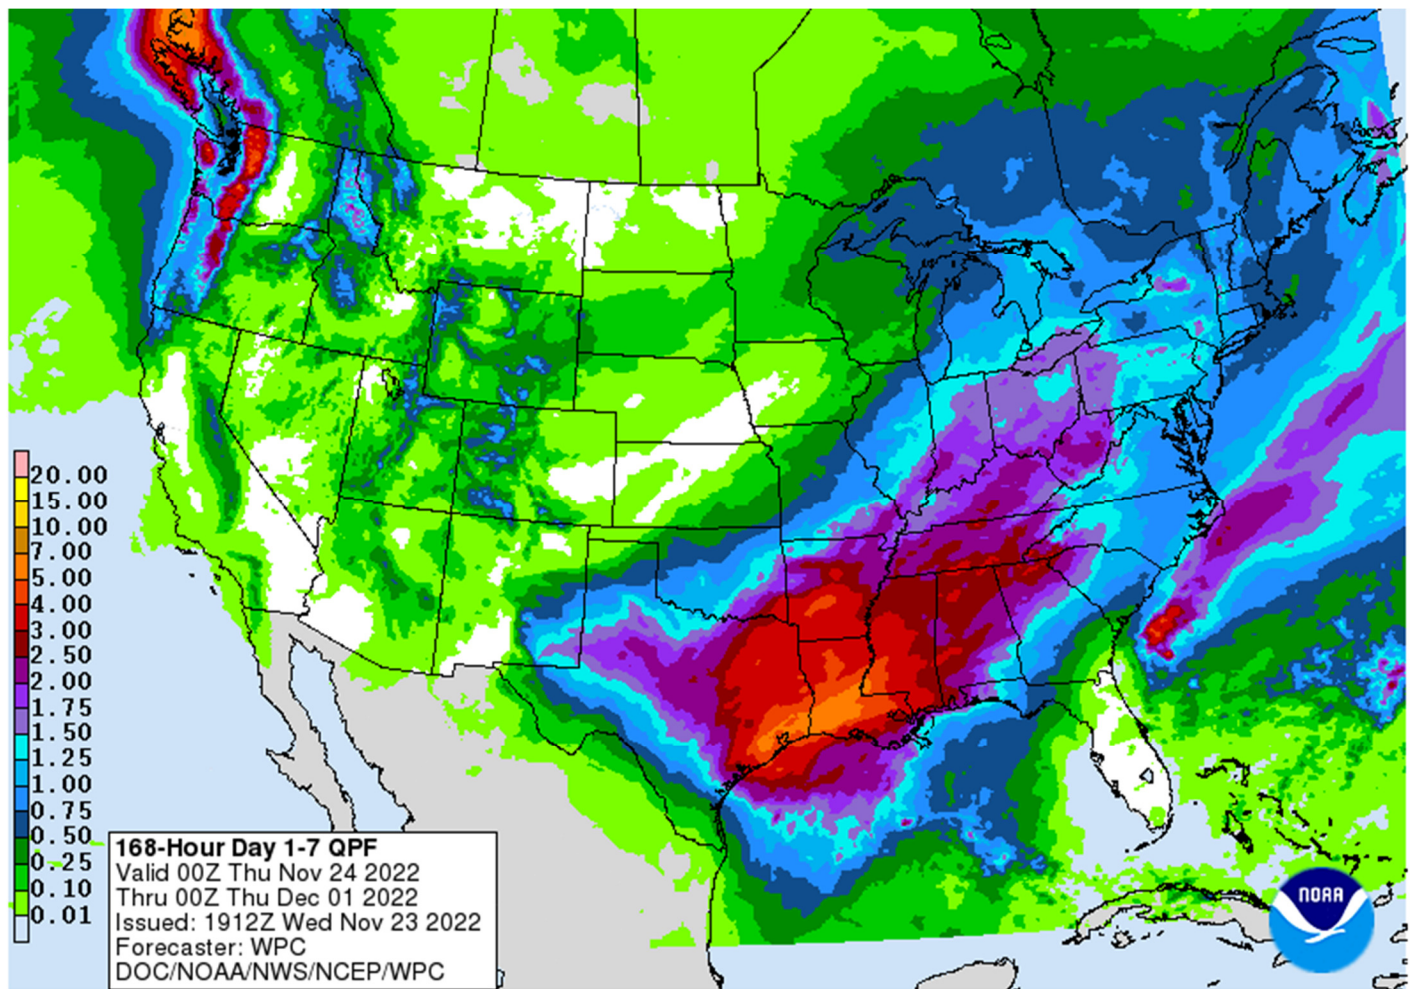 20.00
15.00
10.00
7.00
5.00
4.00
3.00
2.50
2.00
1.75
1.50
1.25
1.00
0.75
0.50
0.25
0.10
0.01
168-Hour Day 1-7 QPF
Valid 00Z Thu Nov 24 2022
Thru 00Z Thu Dec 01 2022
Issued: 1912Z Wed Nov 23 2022
Forecaster: WPC
DOC/NOAA/NWS/NCEP/WPC
NOAA